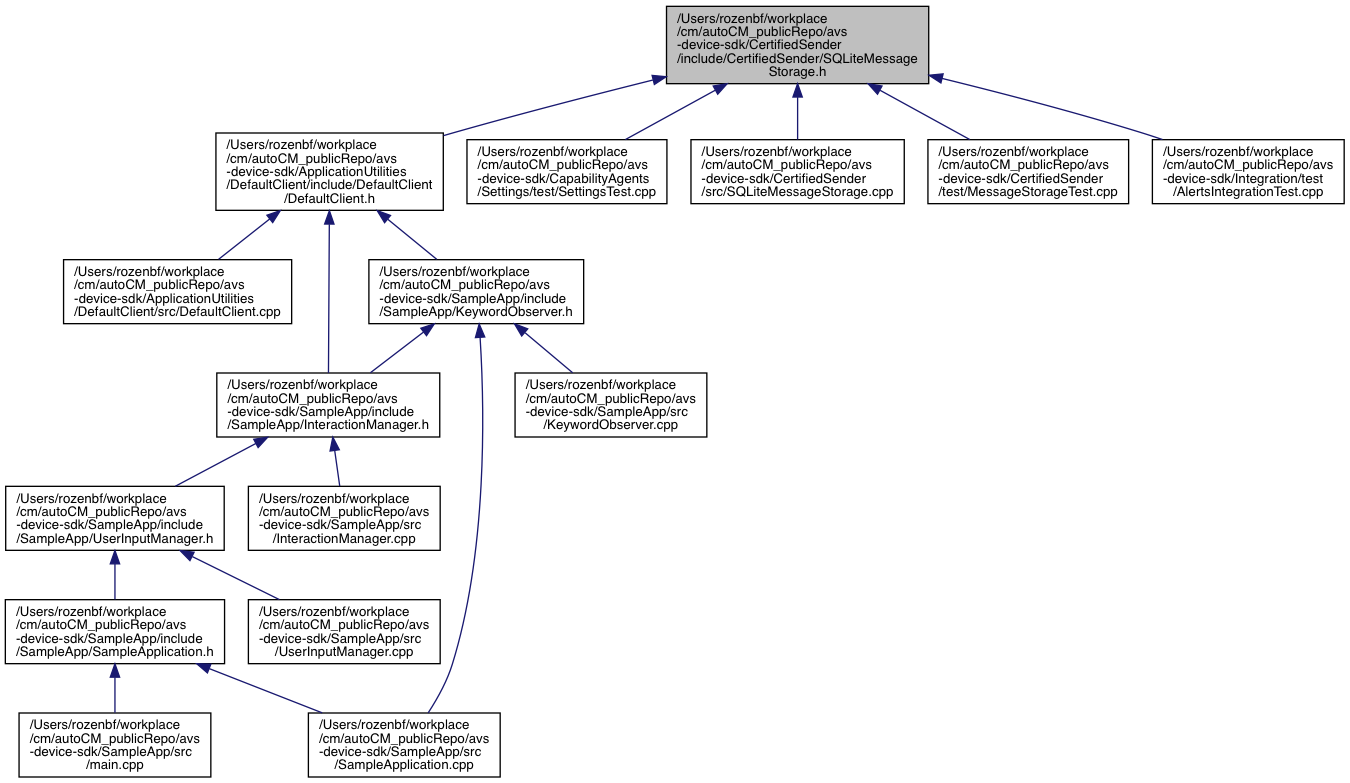 /Users/rozenbf/workplace
/cm/autoCM_publicRepo/avs
-device-sdk/CertifiedSender
/include/CertifiedSender/SQLiteMessage
Storage.h
/Users/rozenbf/workplace
/cm/autoCM_publicRepo/avs
-device-sdk/ApplicationUtilities
/DefaultClient/include/DefaultClient
/DefaultClient.h
/Users/rozenbf/workplace
/cm/autoCM_publicRepo/avs
-device-sdk/CapabilityAgents
/Settings/test/SettingsTest.cpp
/Users/rozenbf/workplace
/cm/autoCM_publicRepo/avs
-device-sdk/CertifiedSender
/src/SQLiteMessageStorage.cpp
/Users/rozenbf/workplace
/cm/autoCM_publicRepo/avs
-device-sdk/CertifiedSender
/test/MessageStorageTest.cpp
/Users/rozenbf/workplace
/cm/autoCM_publicRepo/avs
-device-sdk/Integration/test
/AlertsIntegrationTest.cpp
/Users/rozenbf/workplace
/cm/autoCM_publicRepo/avs
-device-sdk/ApplicationUtilities
/DefaultClient/src/DefaultClient.cpp
/Users/rozenbf/workplace
/cm/autoCM_publicRepo/avs
-device-sdk/SampleApp/include
/SampleApp/KeywordObserver.h
/Users/rozenbf/workplace
/cm/autoCM_publicRepo/avs
-device-sdk/SampleApp/include
/SampleApp/InteractionManager.h
/Users/rozenbf/workplace
/cm/autoCM_publicRepo/avs
-device-sdk/SampleApp/src
/KeywordObserver.cpp
/Users/rozenbf/workplace
/cm/autoCM_publicRepo/avs
-device-sdk/SampleApp/include
/SampleApp/UserInputManager.h
/Users/rozenbf/workplace
/cm/autoCM_publicRepo/avs
-device-sdk/SampleApp/src
/InteractionManager.cpp
/Users/rozenbf/workplace
/cm/autoCM_publicRepo/avs
-device-sdk/SampleApp/include
/SampleApp/SampleApplication.h
/Users/rozenbf/workplace
/cm/autoCM_publicRepo/avs
-device-sdk/SampleApp/src
/UserInputManager.cpp
/Users/rozenbf/workplace
/cm/autoCM_publicRepo/avs
-device-sdk/SampleApp/src
/main.cpp
/Users/rozenbf/workplace
/cm/autoCM_publicRepo/avs
-device-sdk/SampleApp/src
/SampleApplication.cpp